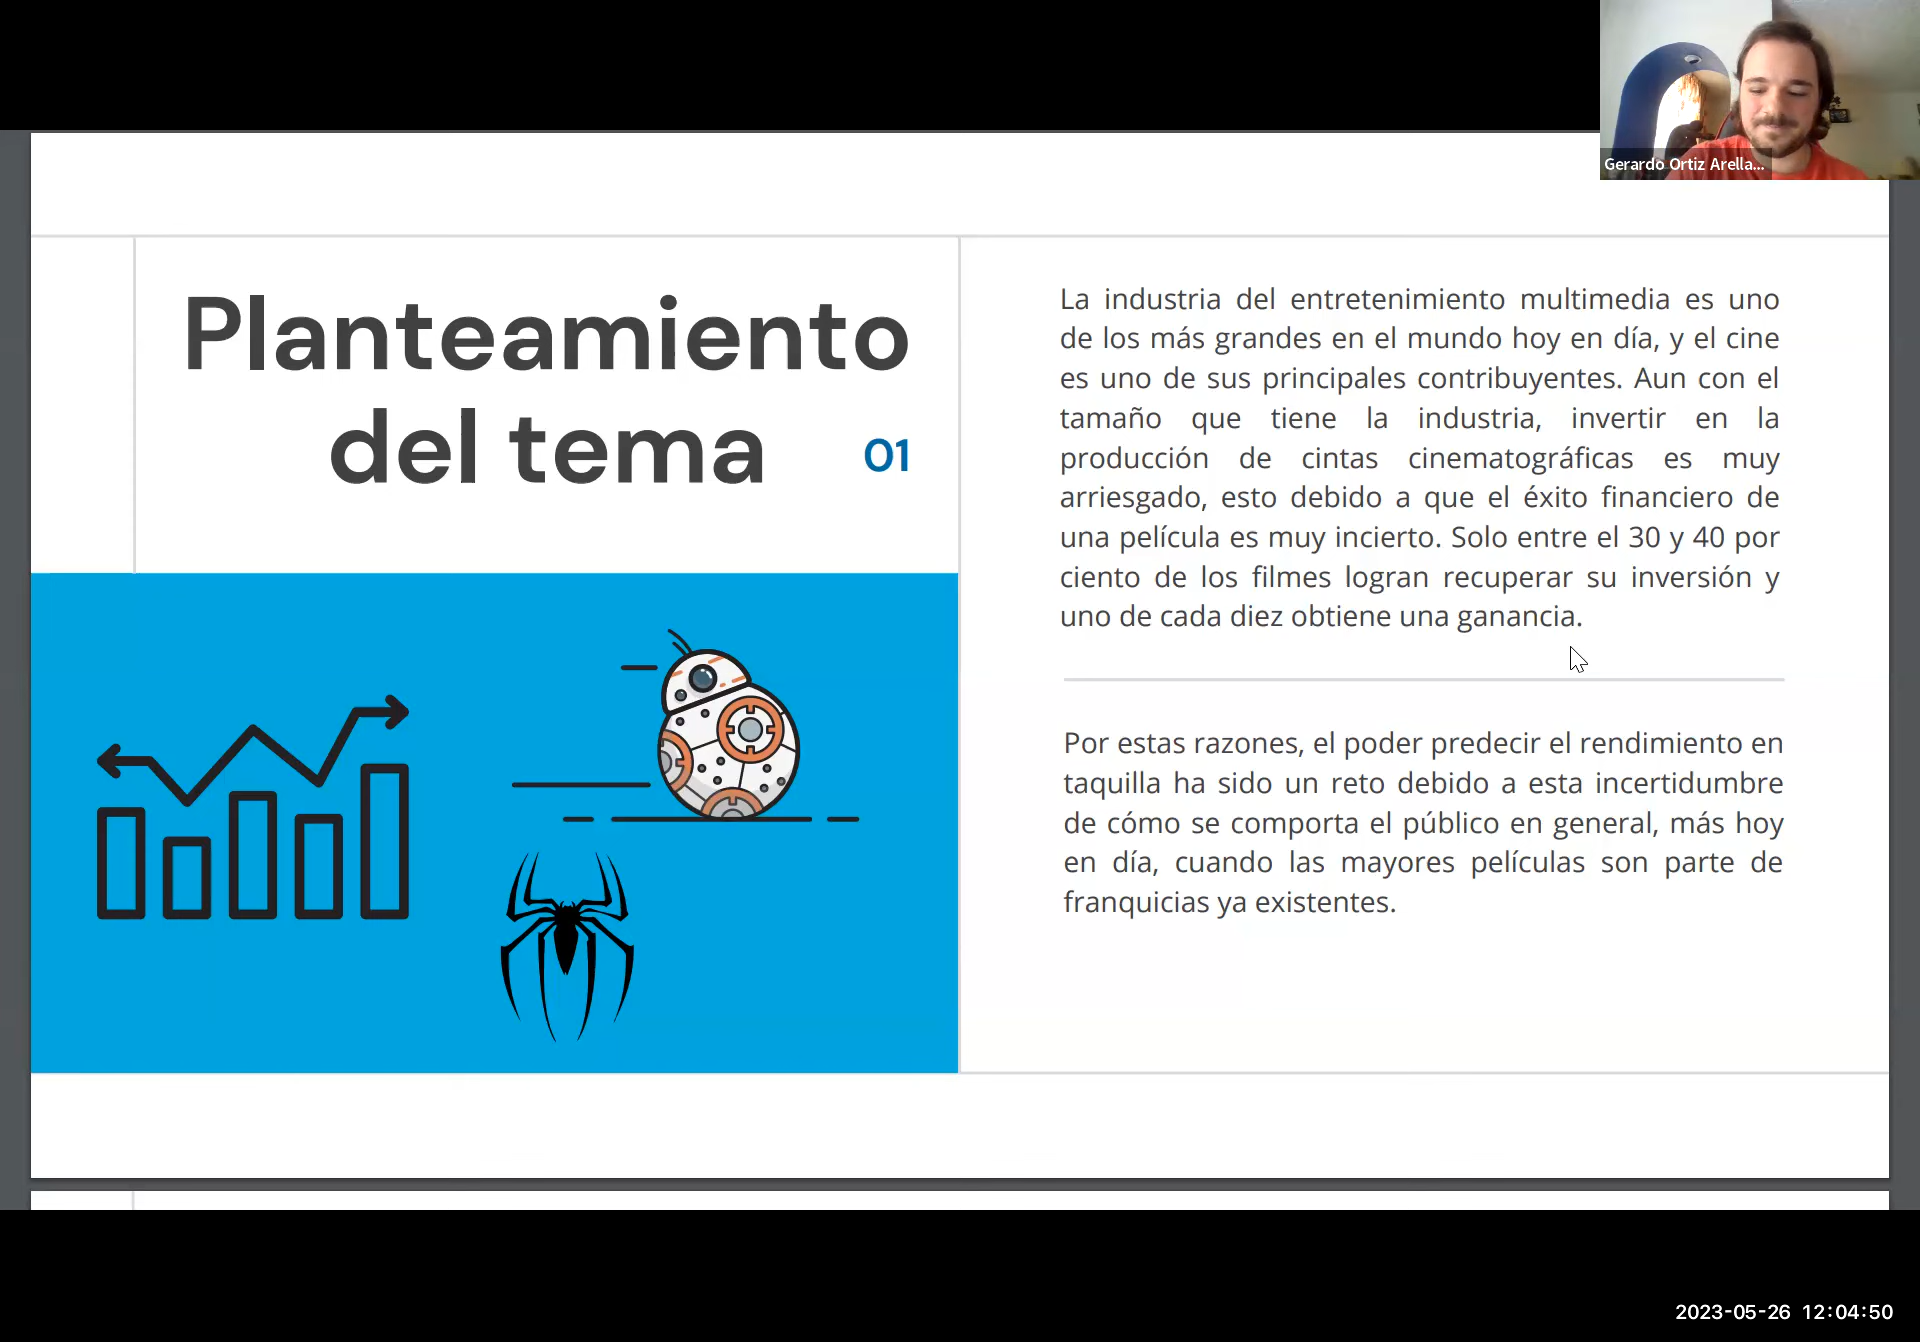 Gerardo Ortiz Arella...
Planteamiento
del tema
01
La industria del entretenimiento multimedia es uno
de los más grandes en el mundo hoy en día, y el cine
es uno de sus principales contribuyentes. Aun con el
tamaño que tiene la industria, invertir en la
producción de cintas cinematográficas es muy
arriesgado, esto debido a que el éxito financiero de
una película es muy incierto. Solo entre el 30 y 40 por
ciento de los filmes logran recuperar su inversión y
uno de cada diez obtiene una ganancia.
Por estas razones, el poder predecir el rendimiento en
taquilla ha sido un reto debido a esta incertidumbre
de cómo se comporta el público en general, más hoy
en día, cuando las mayores películas son parte de
franquicias ya existentes.
2023-05-26 12:04:50